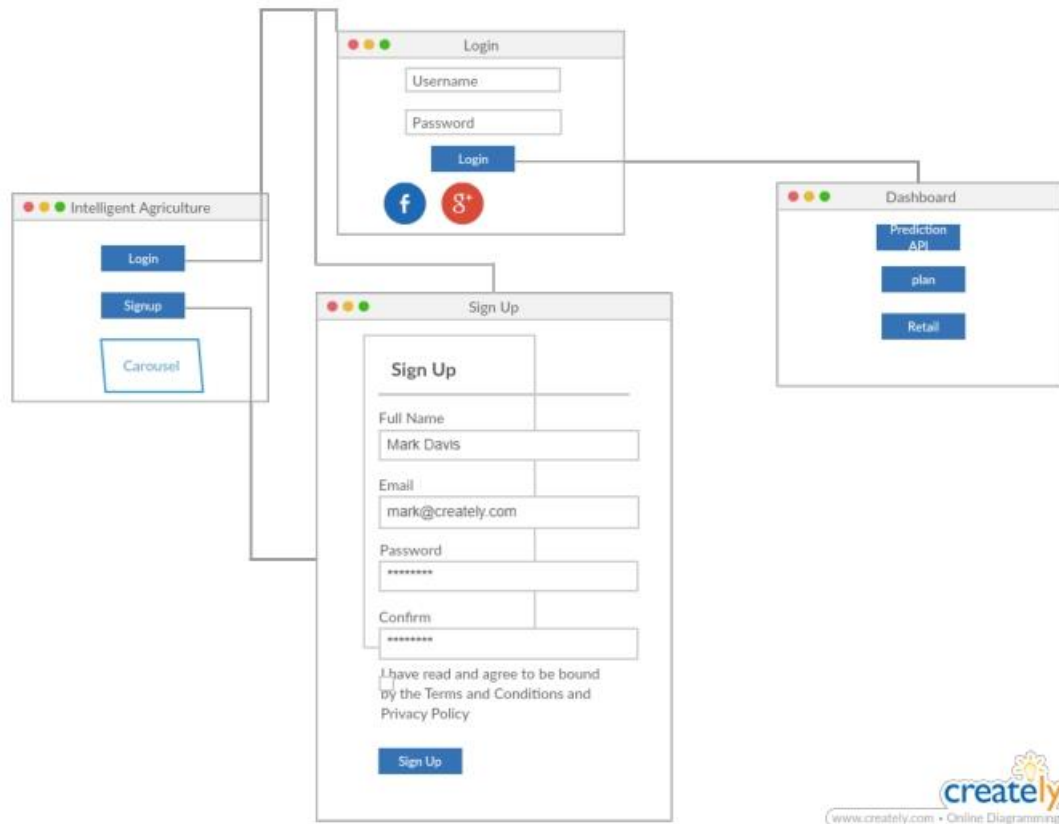 Login
Username
Password
Login
f
g+
Intelligent Agriculture
Login
Signup
Carousel
Dashboard
Prediction
API
plan
Retail
Sign Up
Sign Up
Full Name
Mark Davis
Email
mark@creately.com
Password
********
Confirm
********
I have read and agree to be bound
by the Terms and Conditions and
Privacy Policy
Sign Up
creately
www.creately.com • Online Diagramming